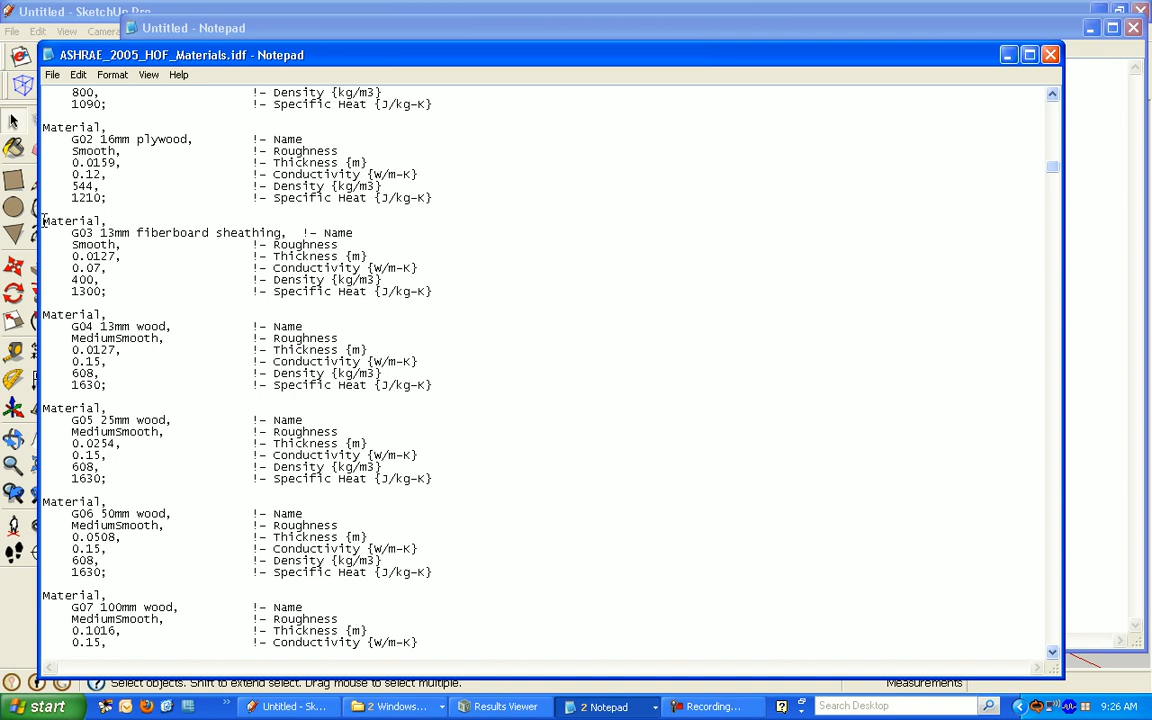 Untitled - SketchUp Pro
File Edit View Camera
Untitled - Notepad
ASHRAE_2005_HOF_Materials.idf - Notepad
File Edit Format View Help
800, !- Density {kg/m3}
1090; !- Specific Heat {J/kg-K}
Material,
G02 16mm plywood, !- Name
Smooth, !- Roughness
0.0159, !- Thickness {m}
0.12, !- Conductivity {W/m-K}
544, !- Density {kg/m3}
1210; !- Specific Heat {J/kg-K}
Material,
G03 13mm fiberboard sheathing, !- Name
Smooth, !- Roughness
0.0127, !- Thickness {m}
0.07, !- Conductivity {W/m-K}
400, !- Density {kg/m3}
1300; !- Specific Heat {J/kg-K}
Material,
G04 13mm wood, !- Name
MediumSmooth, !- Roughness
0.0127, !- Thickness {m}
0.15, !- Conductivity {W/m-K}
608, !- Density {kg/m3}
1630; !- Specific Heat {J/kg-K}
Material,
G05 25mm wood, !- Name
MediumSmooth, !- Roughness
0.0254, !- Thickness {m}
0.15, !- Conductivity {W/m-K}
608, !- Density {kg/m3}
1630; !- Specific Heat {J/kg-K}
Material,
G06 50mm wood, !- Name
MediumSmooth, !- Roughness
0.0508, !- Thickness {m}
0.15, !- Conductivity {W/m-K}
608, !- Density {kg/m3}
1630; !- Specific Heat {J/kg-K}
Material,
G07 100mm wood, !- Name
MediumSmooth, !- Roughness
0.1016, !- Thickness {m}
0.15, !- Conductivity {W/m-K}
Select objects. Shift to extend select. Drag mouse to select multiple. Measurements
start Untitled - Sk... 2 Windows... Results Viewer 2 Notepad Recording... Search Desktop 9:26 AM